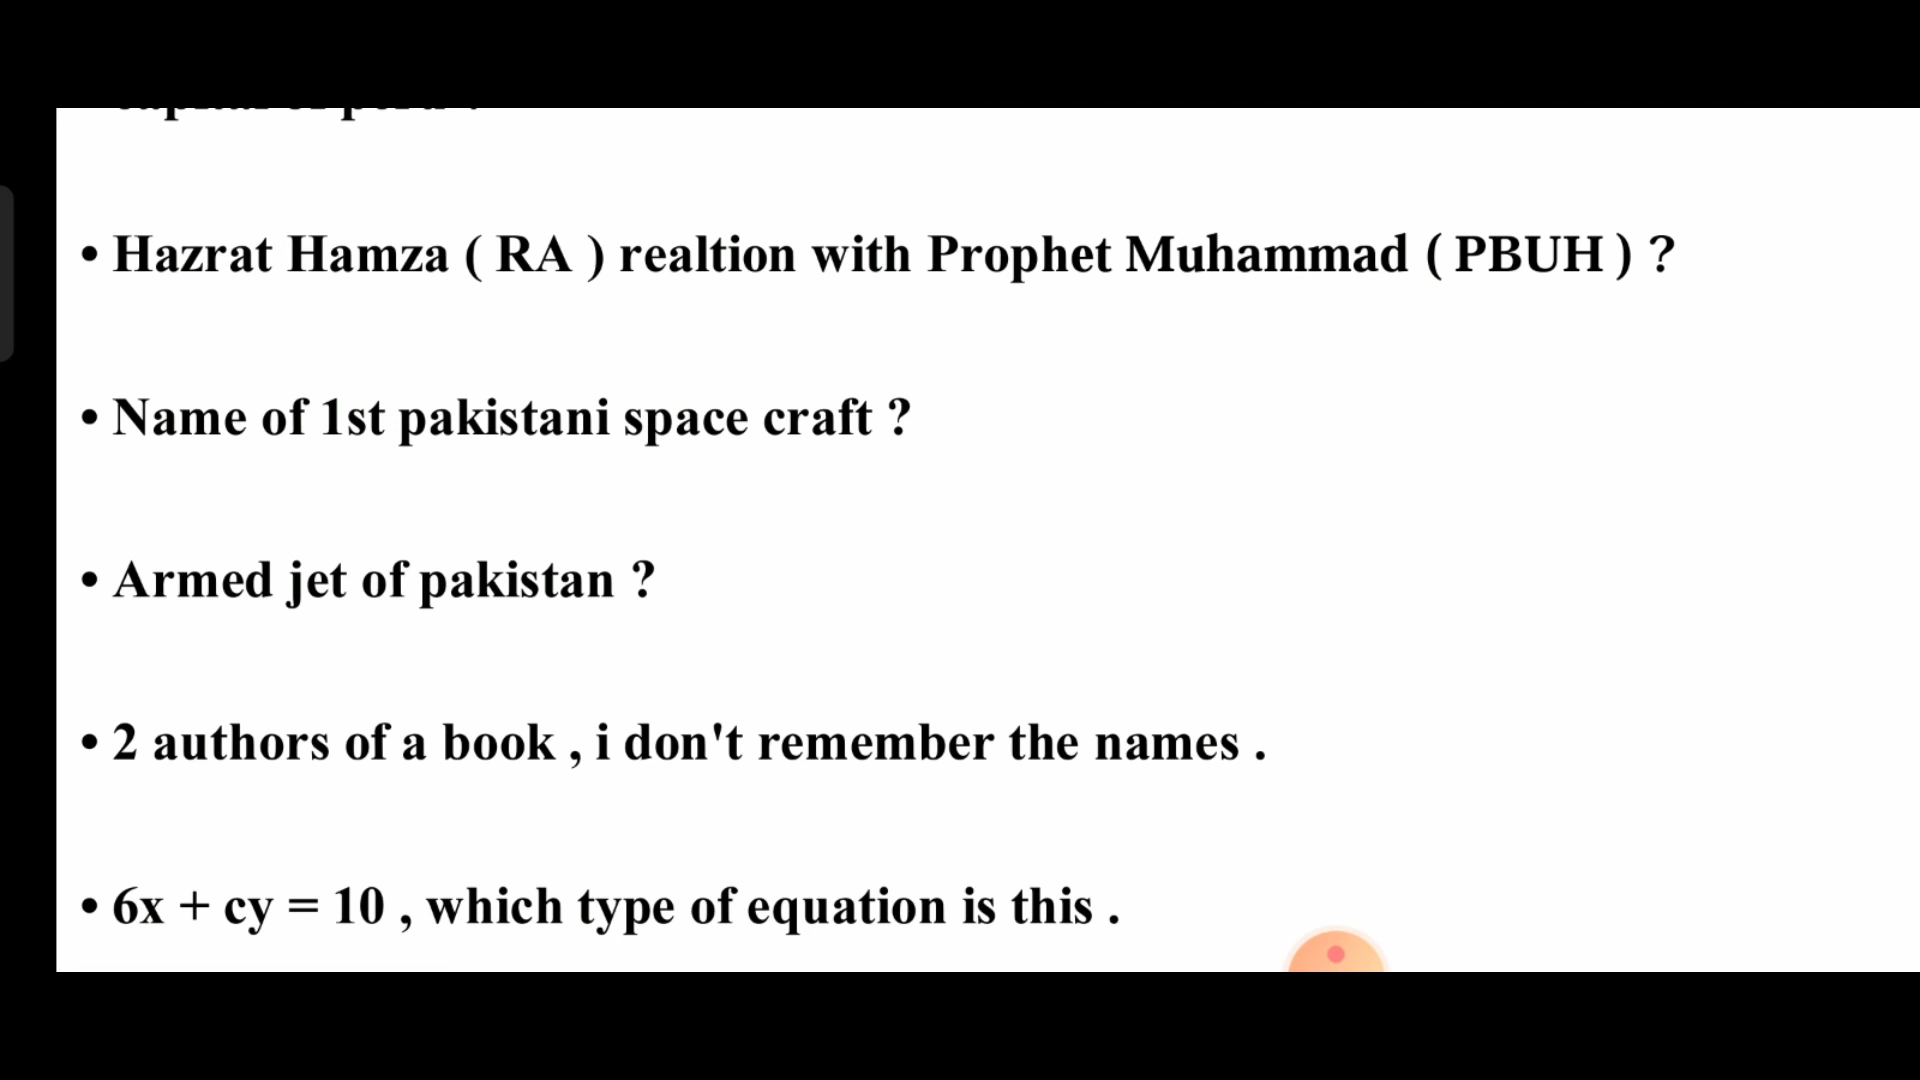 • Hazrat Hamza ( RA ) realtion with Prophet Muhammad ( PBUH ) ?
• Name of 1st pakistani space craft ?
• Armed jet of pakistan ?
• 2 authors of a book , i don't remember the names .
• 6x + cy = 10 , which type of equation is this .